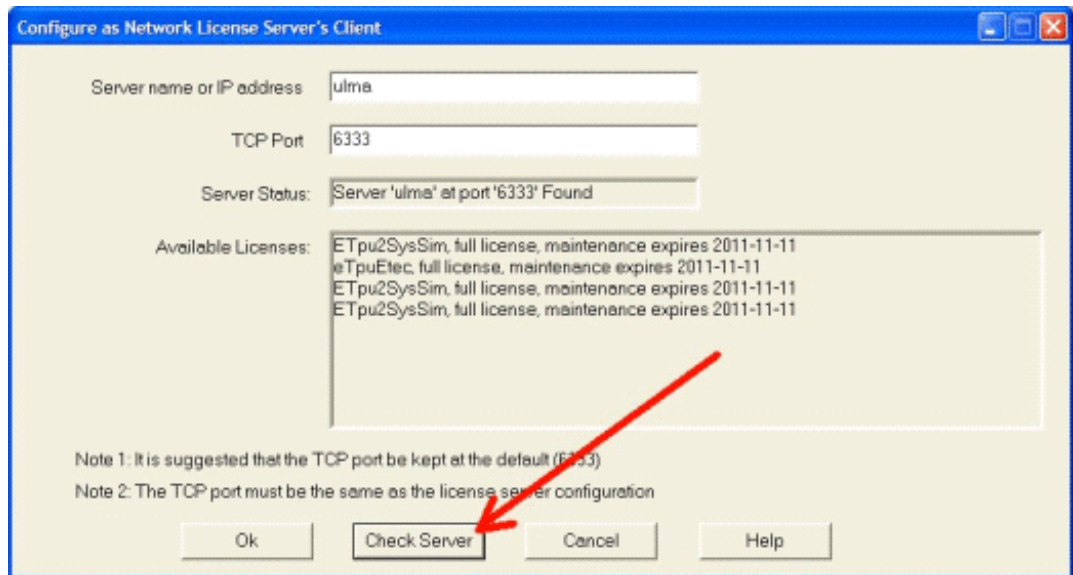 Configure as Network License Server's Client
Server name or IP address ulma
TCP Port 6333
Server Status: Server 'ulma' at port '6333' Found
Available Licenses: ETpu2SysSim, full license, maintenance expires 2011-11-11
eTpuEtec, full license, maintenance expires 2011-11-11
ETpu2SysSim, full license, maintenance expires 2011-11-11
ETpu2SysSim, full license, maintenance expires 2011-11-11
Note 1: It is suggested that the TCP port be kept at the default (6333)
Note 2: The TCP port must be the same as the license server configuration
Ok Check Server Cancel Help